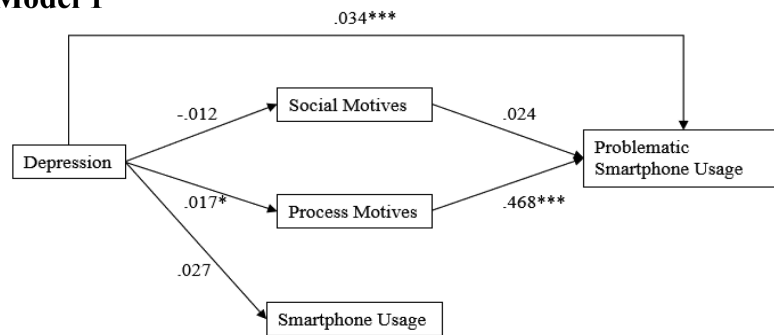 Model 1
.034***
-.012
Social Motives
.024
Depression
Problematic
Smartphone Usage
.017*
Process Motives
.468***
.027
Smartphone Usage